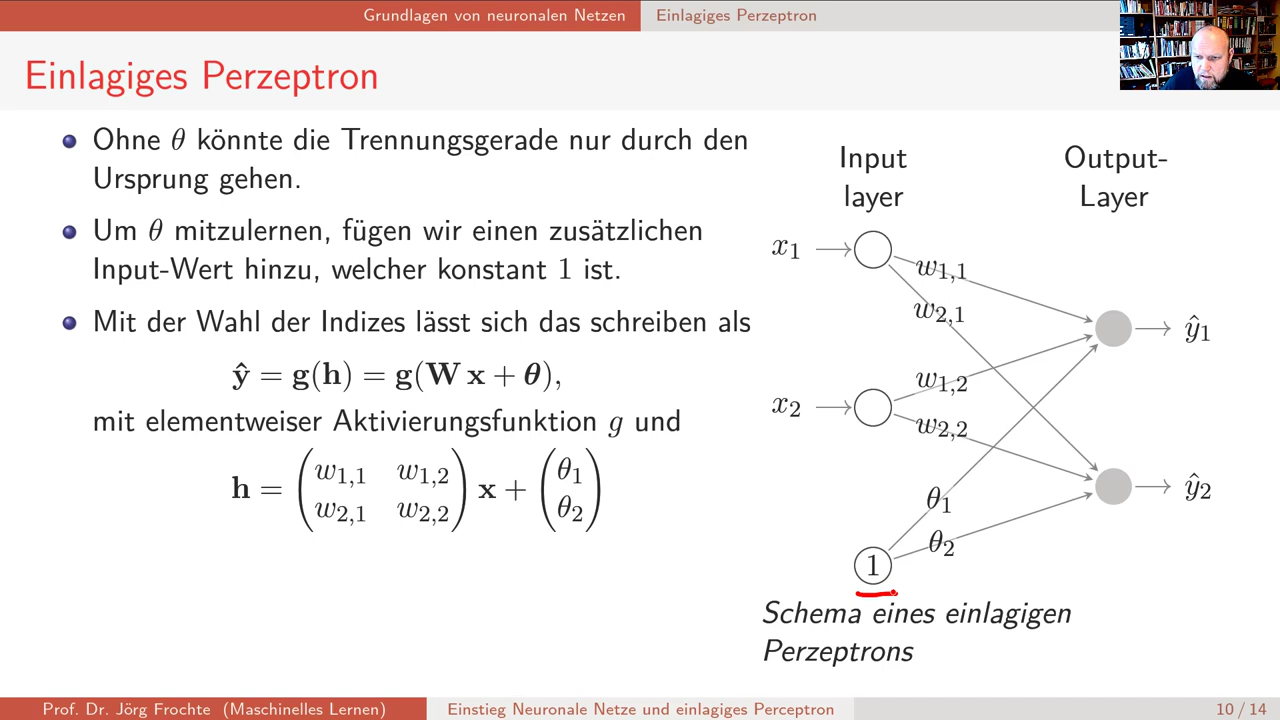 Grundlagen von neuronalen Netzen Einlagiges Perzeptron
Einlagiges Perzeptron
Ohne θ könnte die Trennungsgerade nur durch den
Ursprung gehen.
Um θ mitzulernen, fügen wir einen zusätzlichen
Input-Wert hinzu, welcher konstant 1 ist.
Mit der Wahl der Indizes lässt sich das schreiben als
ŷ = g(h) = g(W x + θ),
mit elementweiser Aktivierungsfunktion g und
h = (w₁,₁ w₁,₂
w₂,₁ w₂,₂) x + (θ₁
θ₂)
Input
layer
Output-
Layer
x₁
w₁,₁
w₂,₁
ŷ₁
x₂
w₁,₂
w₂,₂
ŷ₂
θ₁
θ₂
1
Schema eines einlagigen
Perzeptrons
Prof. Dr. Jörg Frochte (Maschinelles Lernen) Einstieg Neuronale Netze und einlagiges Perceptron 10 / 14